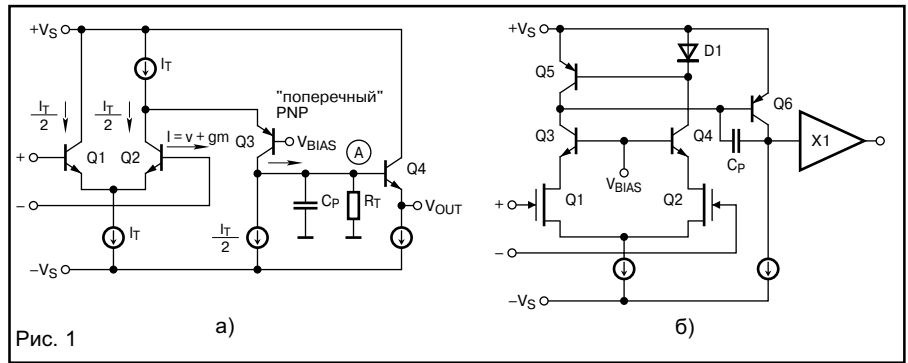 +VS
IT
"поперечный"
PNP
IT
2
IT
2
I = v + gm
Q3
VBIAS
A
+
Q1
Q2
Q4
–
CP
RT
VOUT
IT
IT
2
–VS
а)
+VS
D1
Q5
Q6
Q3
Q4
CP
X1
VBIAS
+
Q1
Q2
–
–VS
б)
Рис. 1